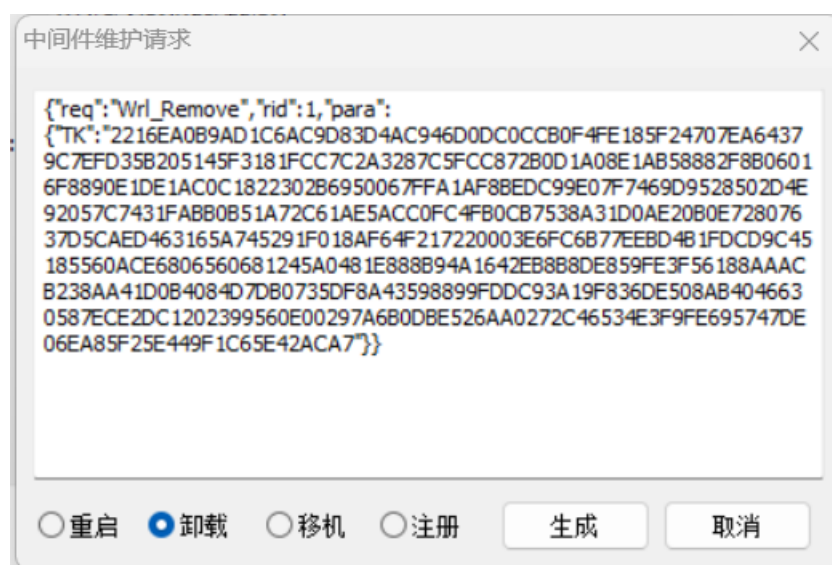 中间件维护请求
{"req":"Wrl_Remove","rid":1,"para":
{"TK":"2216EA0B9AD1C6AC9D83D4AC946D0DC0CCB0F4FE185F24707EA6437
9C7EFD35B205145F3181FCC7C2A3287C5FCC872B0D1A08E1AB58882F8B0601
6F8890E1DE1AC0C1822302B6950067FFA1AF8BEDC99E07F7469D9528502D4E
92057C7431FABB0B51A72C61AE5ACC0FC4FB0CB7538A31D0AE20B0E728076
37D5CAED463165A745291F018AF64F217220003E6FC6B77EEBD4B1FDCD9C45
185560ACE6806560681245A0481E888B94A1642EB8B8DE859FE3F56188AAAC
B238AA41D0B4084D7DB0735DF8A43598899FDDC93A19F836DE508AB404663
0587ECE2DC1202399560E00297A6B0DBE526AA0272C46534E3F9FE695747DE
06EA85F25E449F1C65E42ACA7"}}
重启 卸载 移机 注册 生成 取消